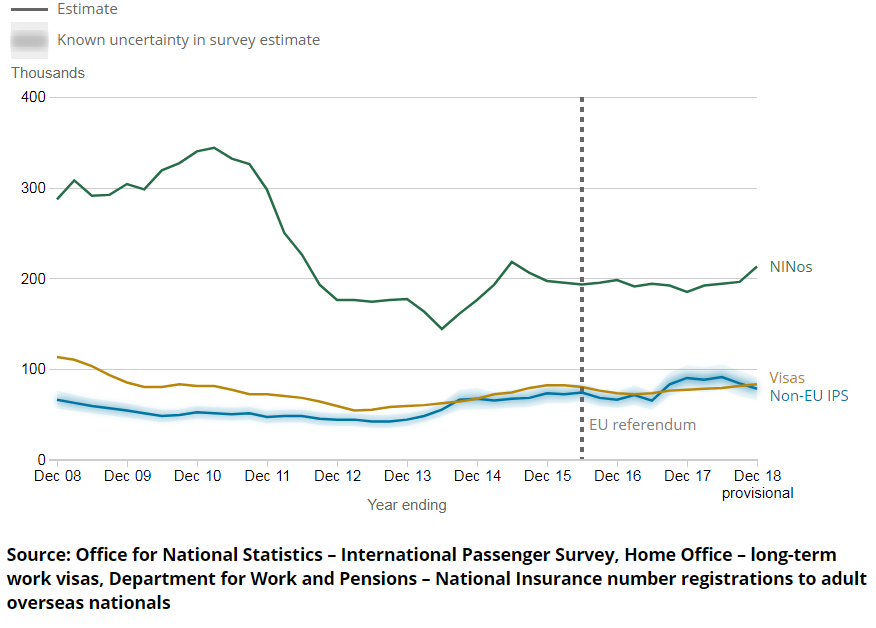 Estimate
Known uncertainty in survey estimate
Thousands
400
300
200
100
0
NINos
Visas
Non-EU IPS
EU referendum
Dec 08 Dec 09 Dec 10 Dec 11 Dec 12 Dec 13 Dec 14 Dec 15 Dec 16 Dec 17 Dec 18
provisional
Year ending
Source: Office for National Statistics – International Passenger Survey, Home Office – long-term
work visas, Department for Work and Pensions – National Insurance number registrations to adult
overseas nationals